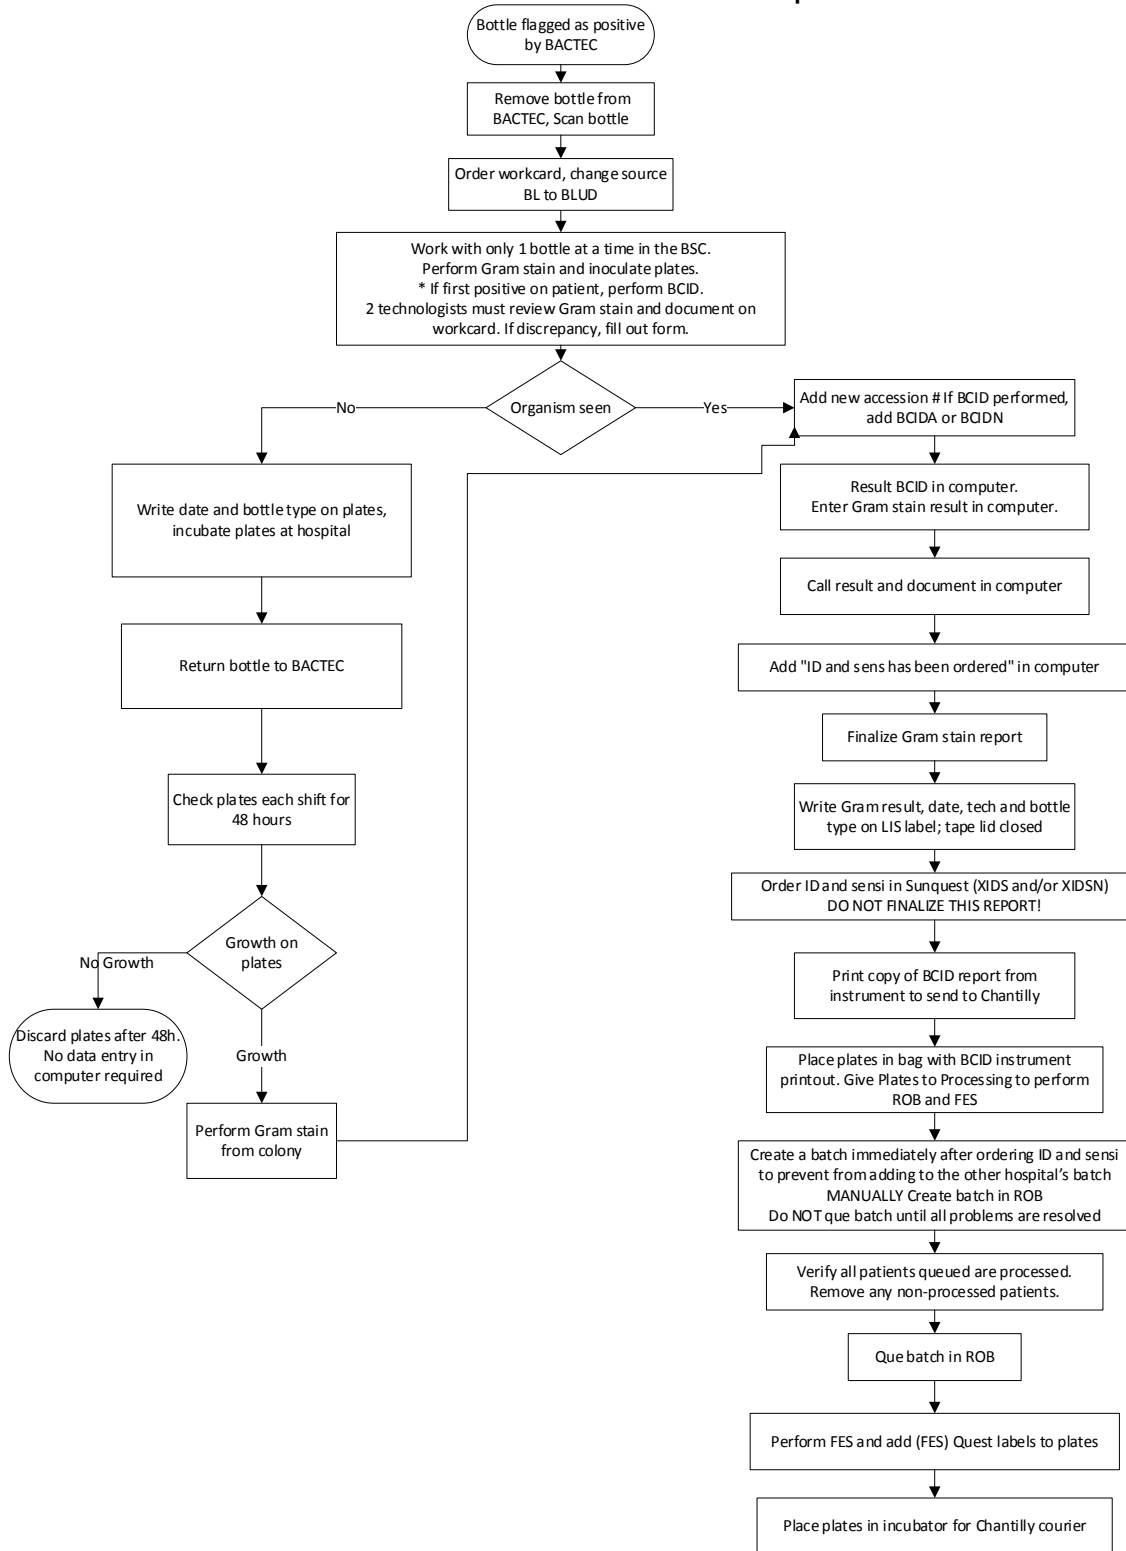 Bottle flagged as positive
by BACTEC
Remove bottle from
BACTEC, Scan bottle
Order workcard, change source
BL to BLUD
Work with only 1 bottle at a time in the BSC.
Perform Gram stain and inoculate plates.
* If first positive on patient, perform BCID.
2 technologists must review Gram stain and document on
workcard. If discrepancy, fill out form.
Organism seen
No
Yes
Write date and bottle type on plates,
incubate plates at hospital
Return bottle to BACTEC
Check plates each shift for
48 hours
Growth on
plates
No Growth
Discard plates after 48h.
No data entry in
computer required
Growth
Perform Gram stain
from colony
Add new accession # If BCID performed,
add BCIDA or BCIDN
Result BCID in computer.
Enter Gram stain result in computer.
Call result and document in computer
Add "ID and sens has been ordered" in computer
Finalize Gram stain report
Write Gram result, date, tech and bottle
type on LIS label; tape lid closed
Order ID and sensi in Sunquest (XIDS and/or XIDSN)
DO NOT FINALIZE THIS REPORT!
Print copy of BCID report from
instrument to send to Chantilly
Place plates in bag with BCID instrument
printout. Give Plates to Processing to perform
ROB and FES
Create a batch immediately after ordering ID and sensi
to prevent from adding to the other hospital’s batch
MANUALLY Create batch in ROB
Do NOT que batch until all problems are resolved
Verify all patients queued are processed.
Remove any non-processed patients.
Que batch in ROB
Perform FES and add (FES) Quest labels to plates
Place plates in incubator for Chantilly courier